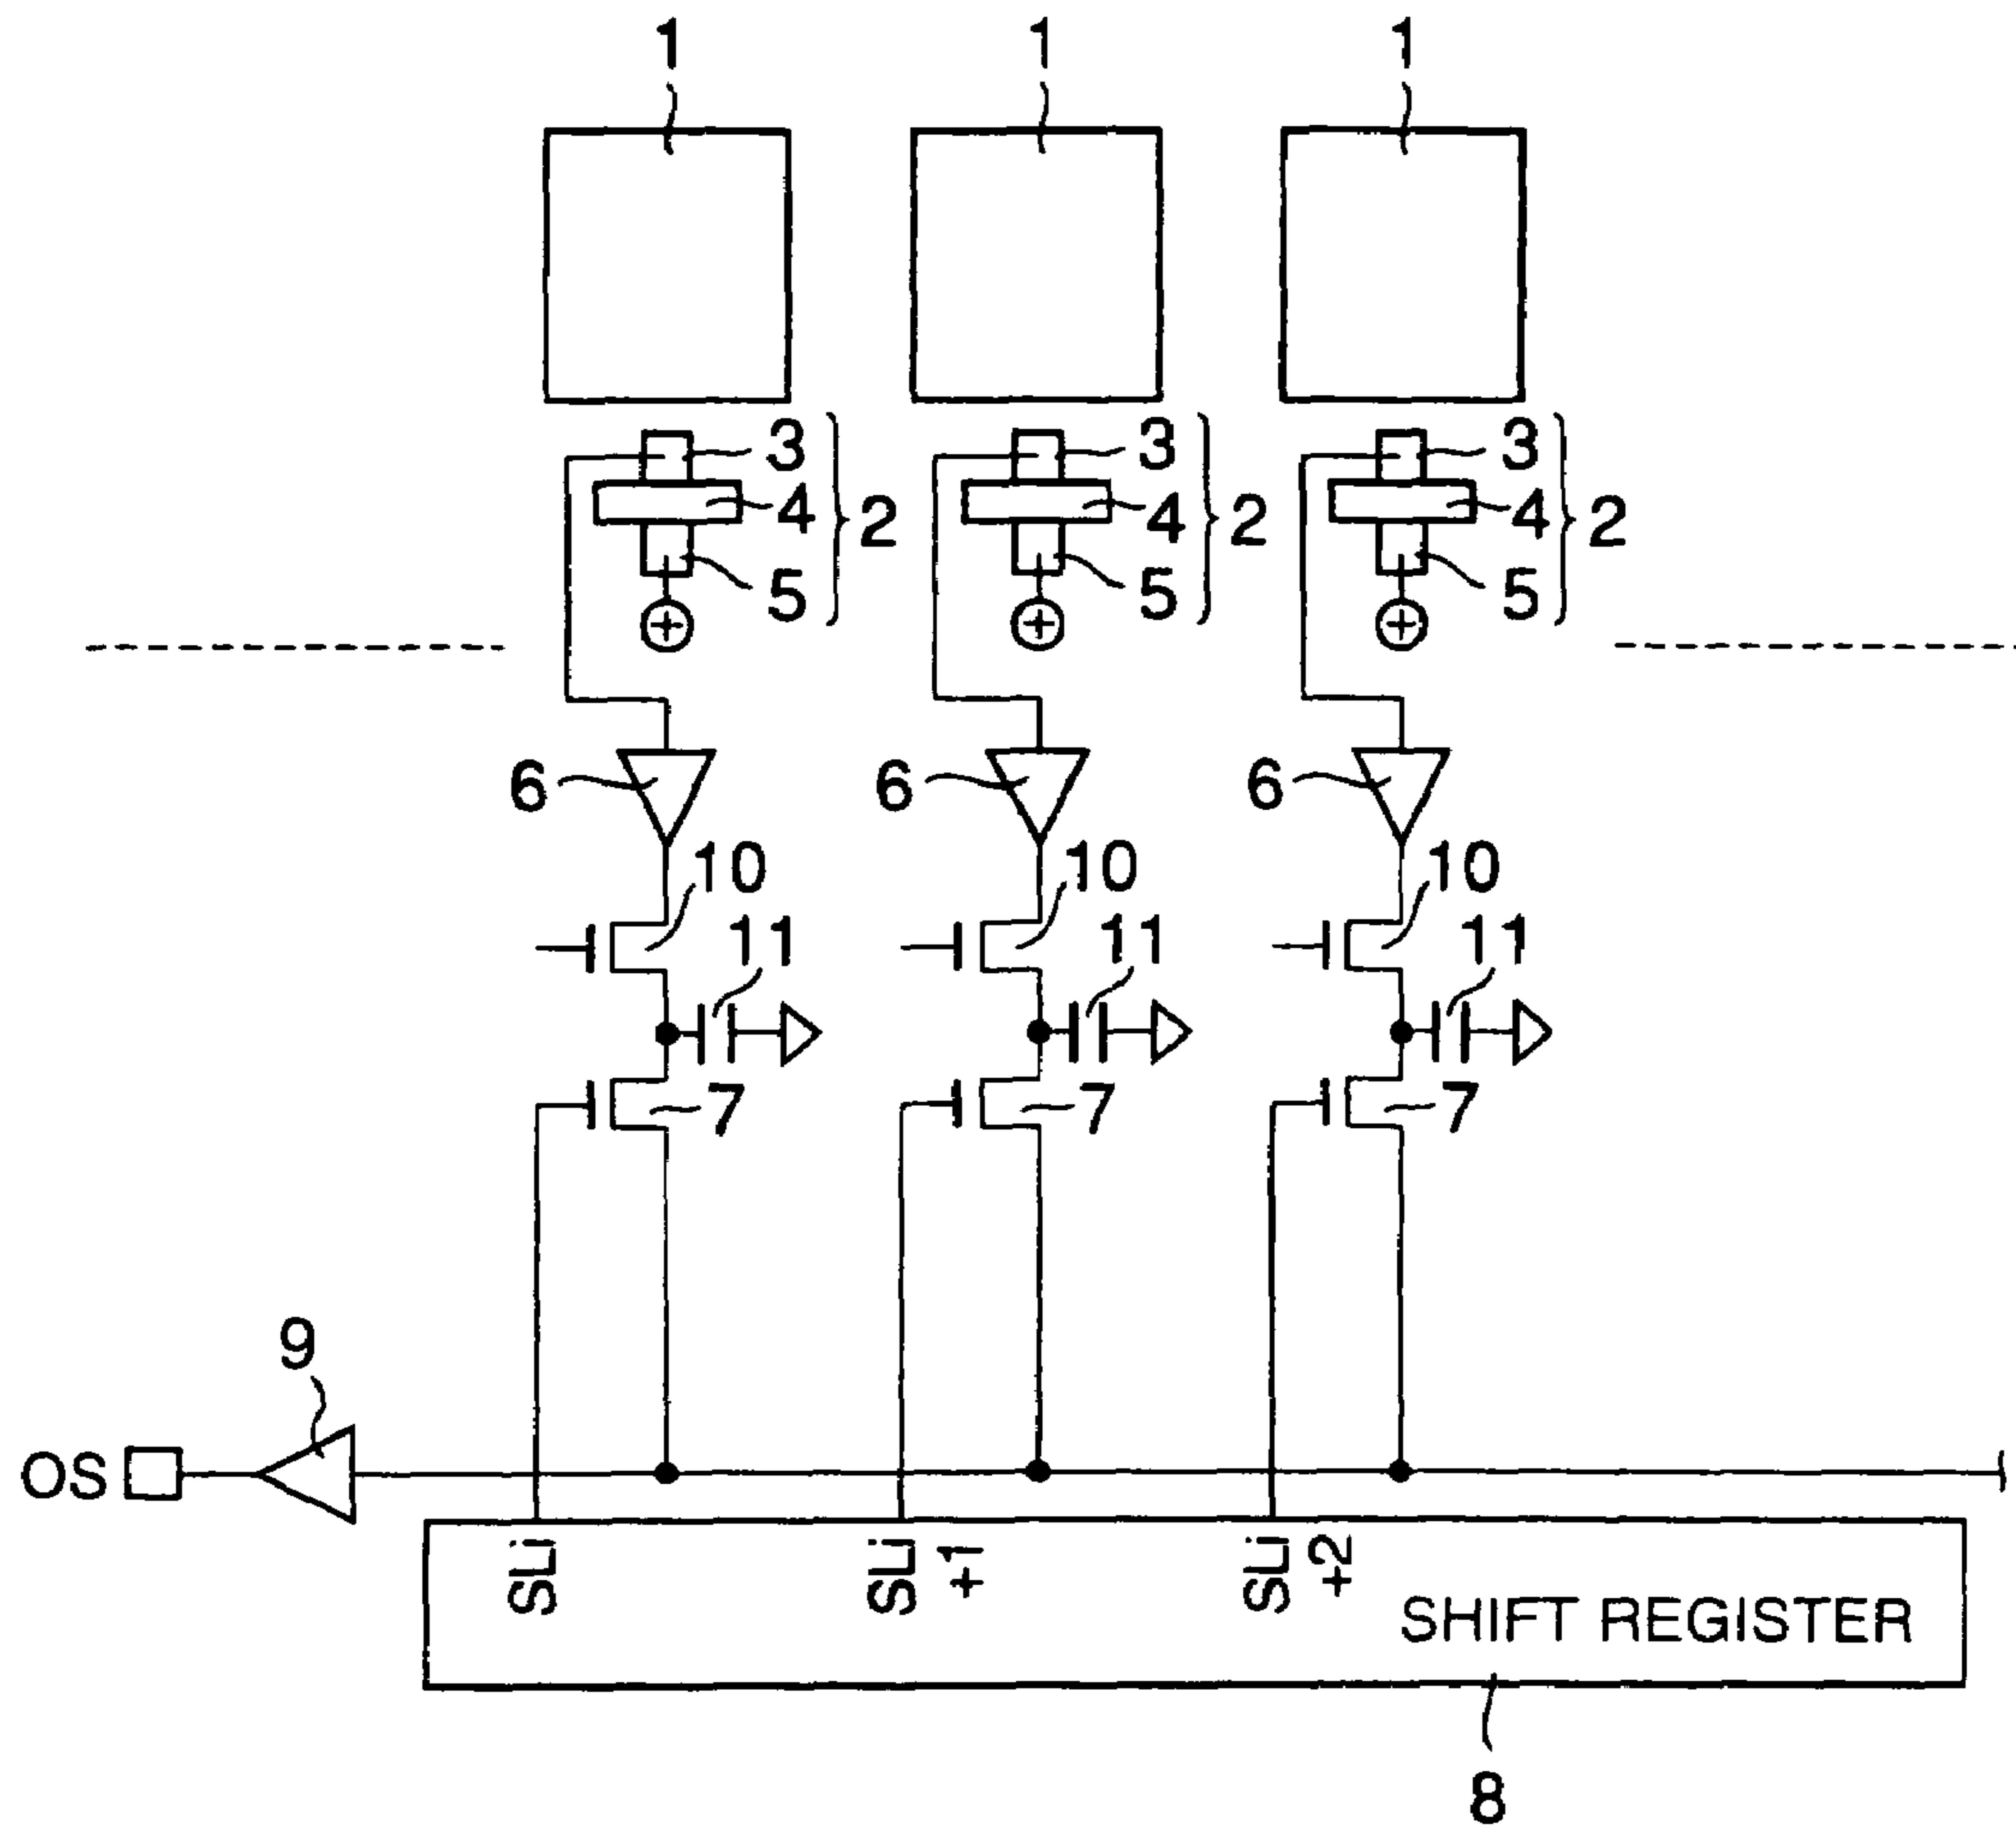 1 1 1
3 3 3
4 2 4 2 4 2
5 5 5
6 6 6
10 10 10
11 11 11
7 7 7
9
OS
SLi SLi +1 SLi +2
SHIFT REGISTER
8